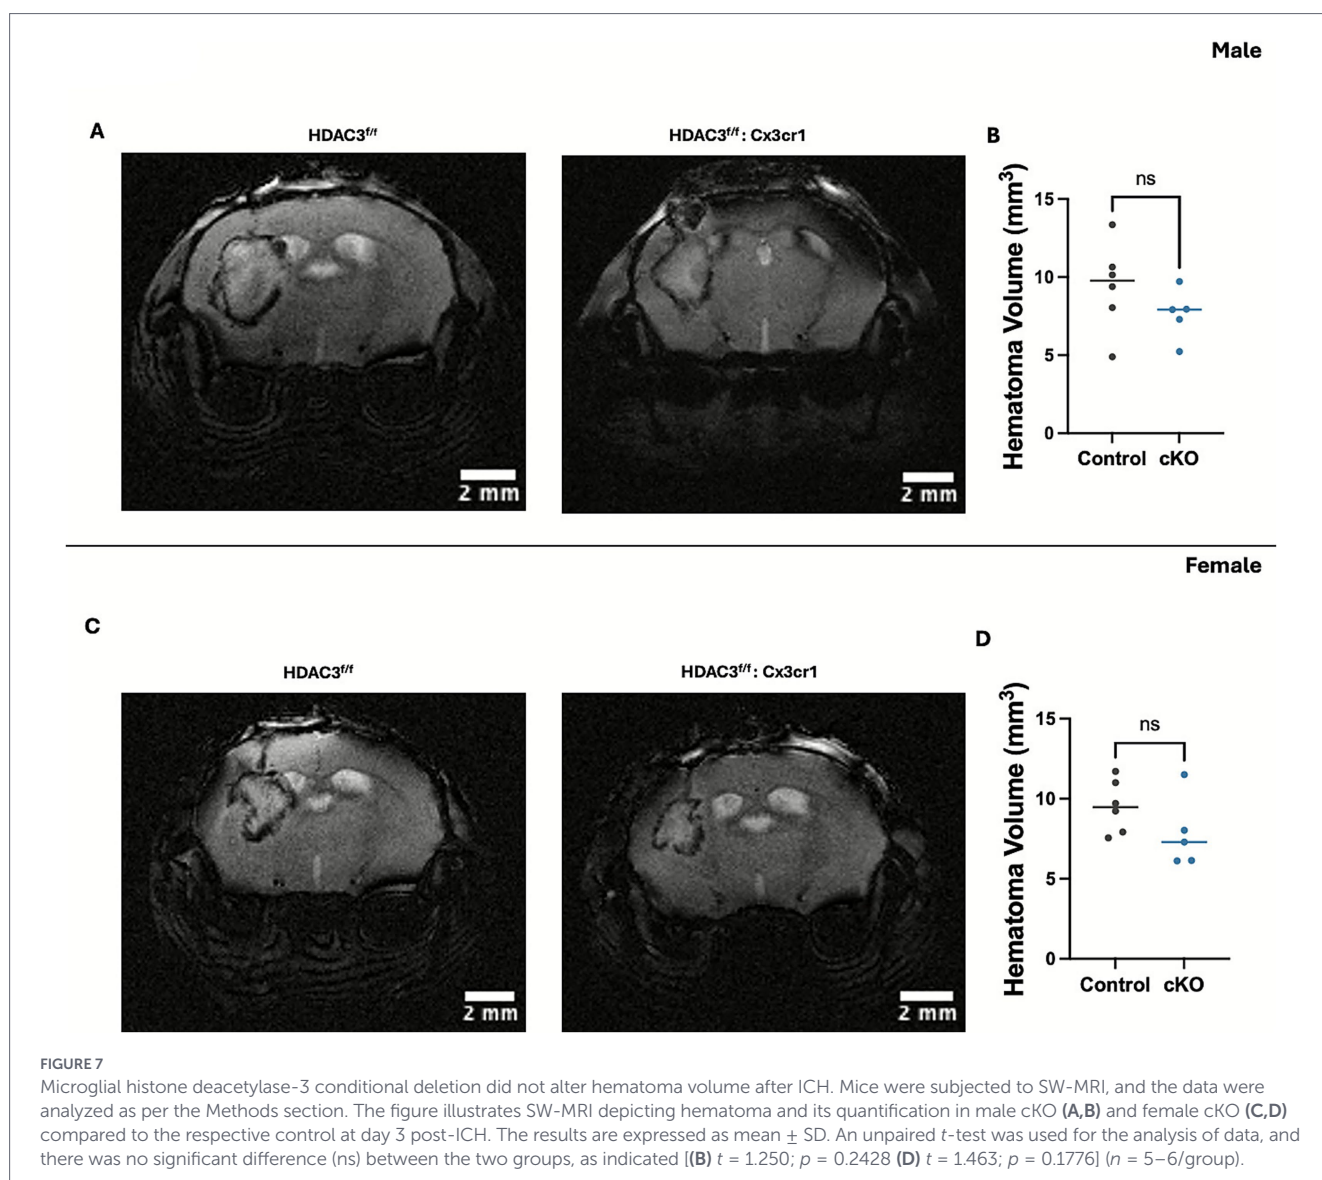 Male
A
HDAC3f/f
HDAC3f/f: Cx3cr1
B
Hematoma Volume (mm3)
15
10
5
0
ns
Control cKO
2 mm
2 mm
Female
C
HDAC3f/f
HDAC3f/f: Cx3cr1
D
Hematoma Volume (mm3)
15
10
5
0
ns
Control cKO
2 mm
2 mm
FIGURE 7
Microglial histone deacetylase-3 conditional deletion did not alter hematoma volume after ICH. Mice were subjected to SW-MRI, and the data were
analyzed as per the Methods section. The figure illustrates SW-MRI depicting hematoma and its quantification in male cKO (A,B) and female cKO (C,D)
compared to the respective control at day 3 post-ICH. The results are expressed as mean ± SD. An unpaired t-test was used for the analysis of data, and
there was no significant difference (ns) between the two groups, as indicated [(B) t = 1.250; p = 0.2428 (D) t = 1.463; p = 0.1776] (n = 5–6/group).